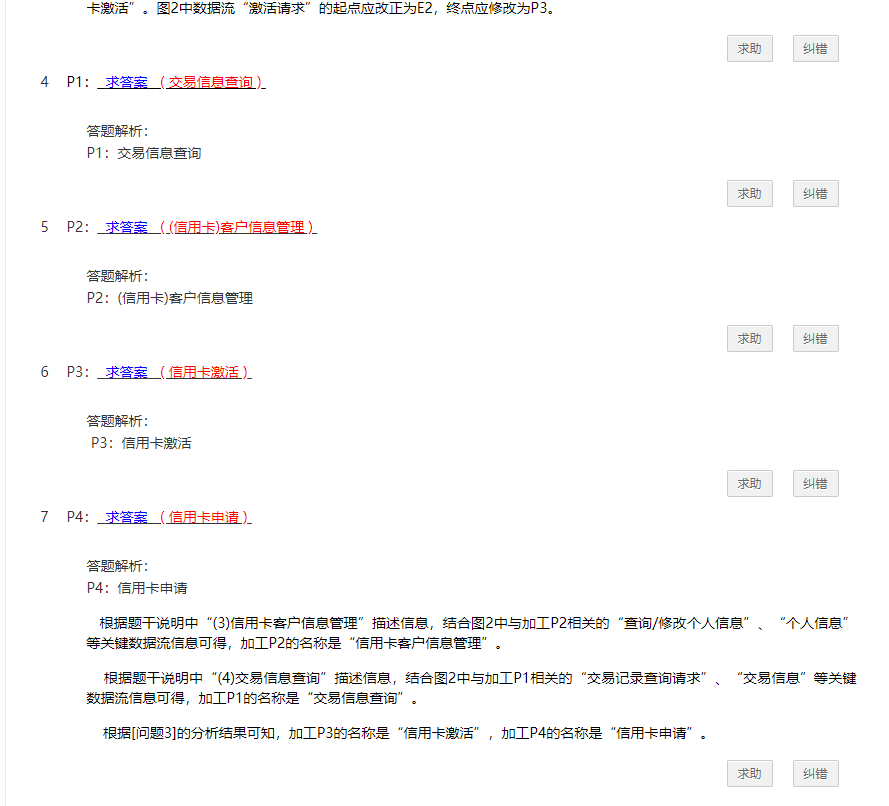 卡激活”。图2中数据流“激活请求”的起点应改正为E2，终点应修改为P3。
求助 纠错
4 P1： 求答案 （ 交易信息查询 ）
答题解析：
P1：交易信息查询
求助 纠错
5 P2： 求答案 （ (信用卡)客户信息管理 ）
答题解析：
P2：(信用卡)客户信息管理
求助 纠错
6 P3： 求答案 （ 信用卡激活 ）
答题解析：
P3：信用卡激活
求助 纠错
7 P4： 求答案 （ 信用卡申请 ）
答题解析：
P4：信用卡申请
根据题干说明中“(3)信用卡客户信息管理”描述信息，结合图2中与加工P2相关的“查询/修改个人信息”、“个人信息”
等关键数据流信息可得，加工P2的名称是“信用卡客户信息管理”。
根据题干说明中“(4)交易信息查询”描述信息，结合图2中与加工P1相关的“交易记录查询请求”、“交易信息”等关键
数据流信息可得，加工P1的名称是“交易信息查询”。
根据[问题3]的分析结果可知，加工P3的名称是“信用卡激活”，加工P4的名称是“信用卡申请”。
求助 纠错